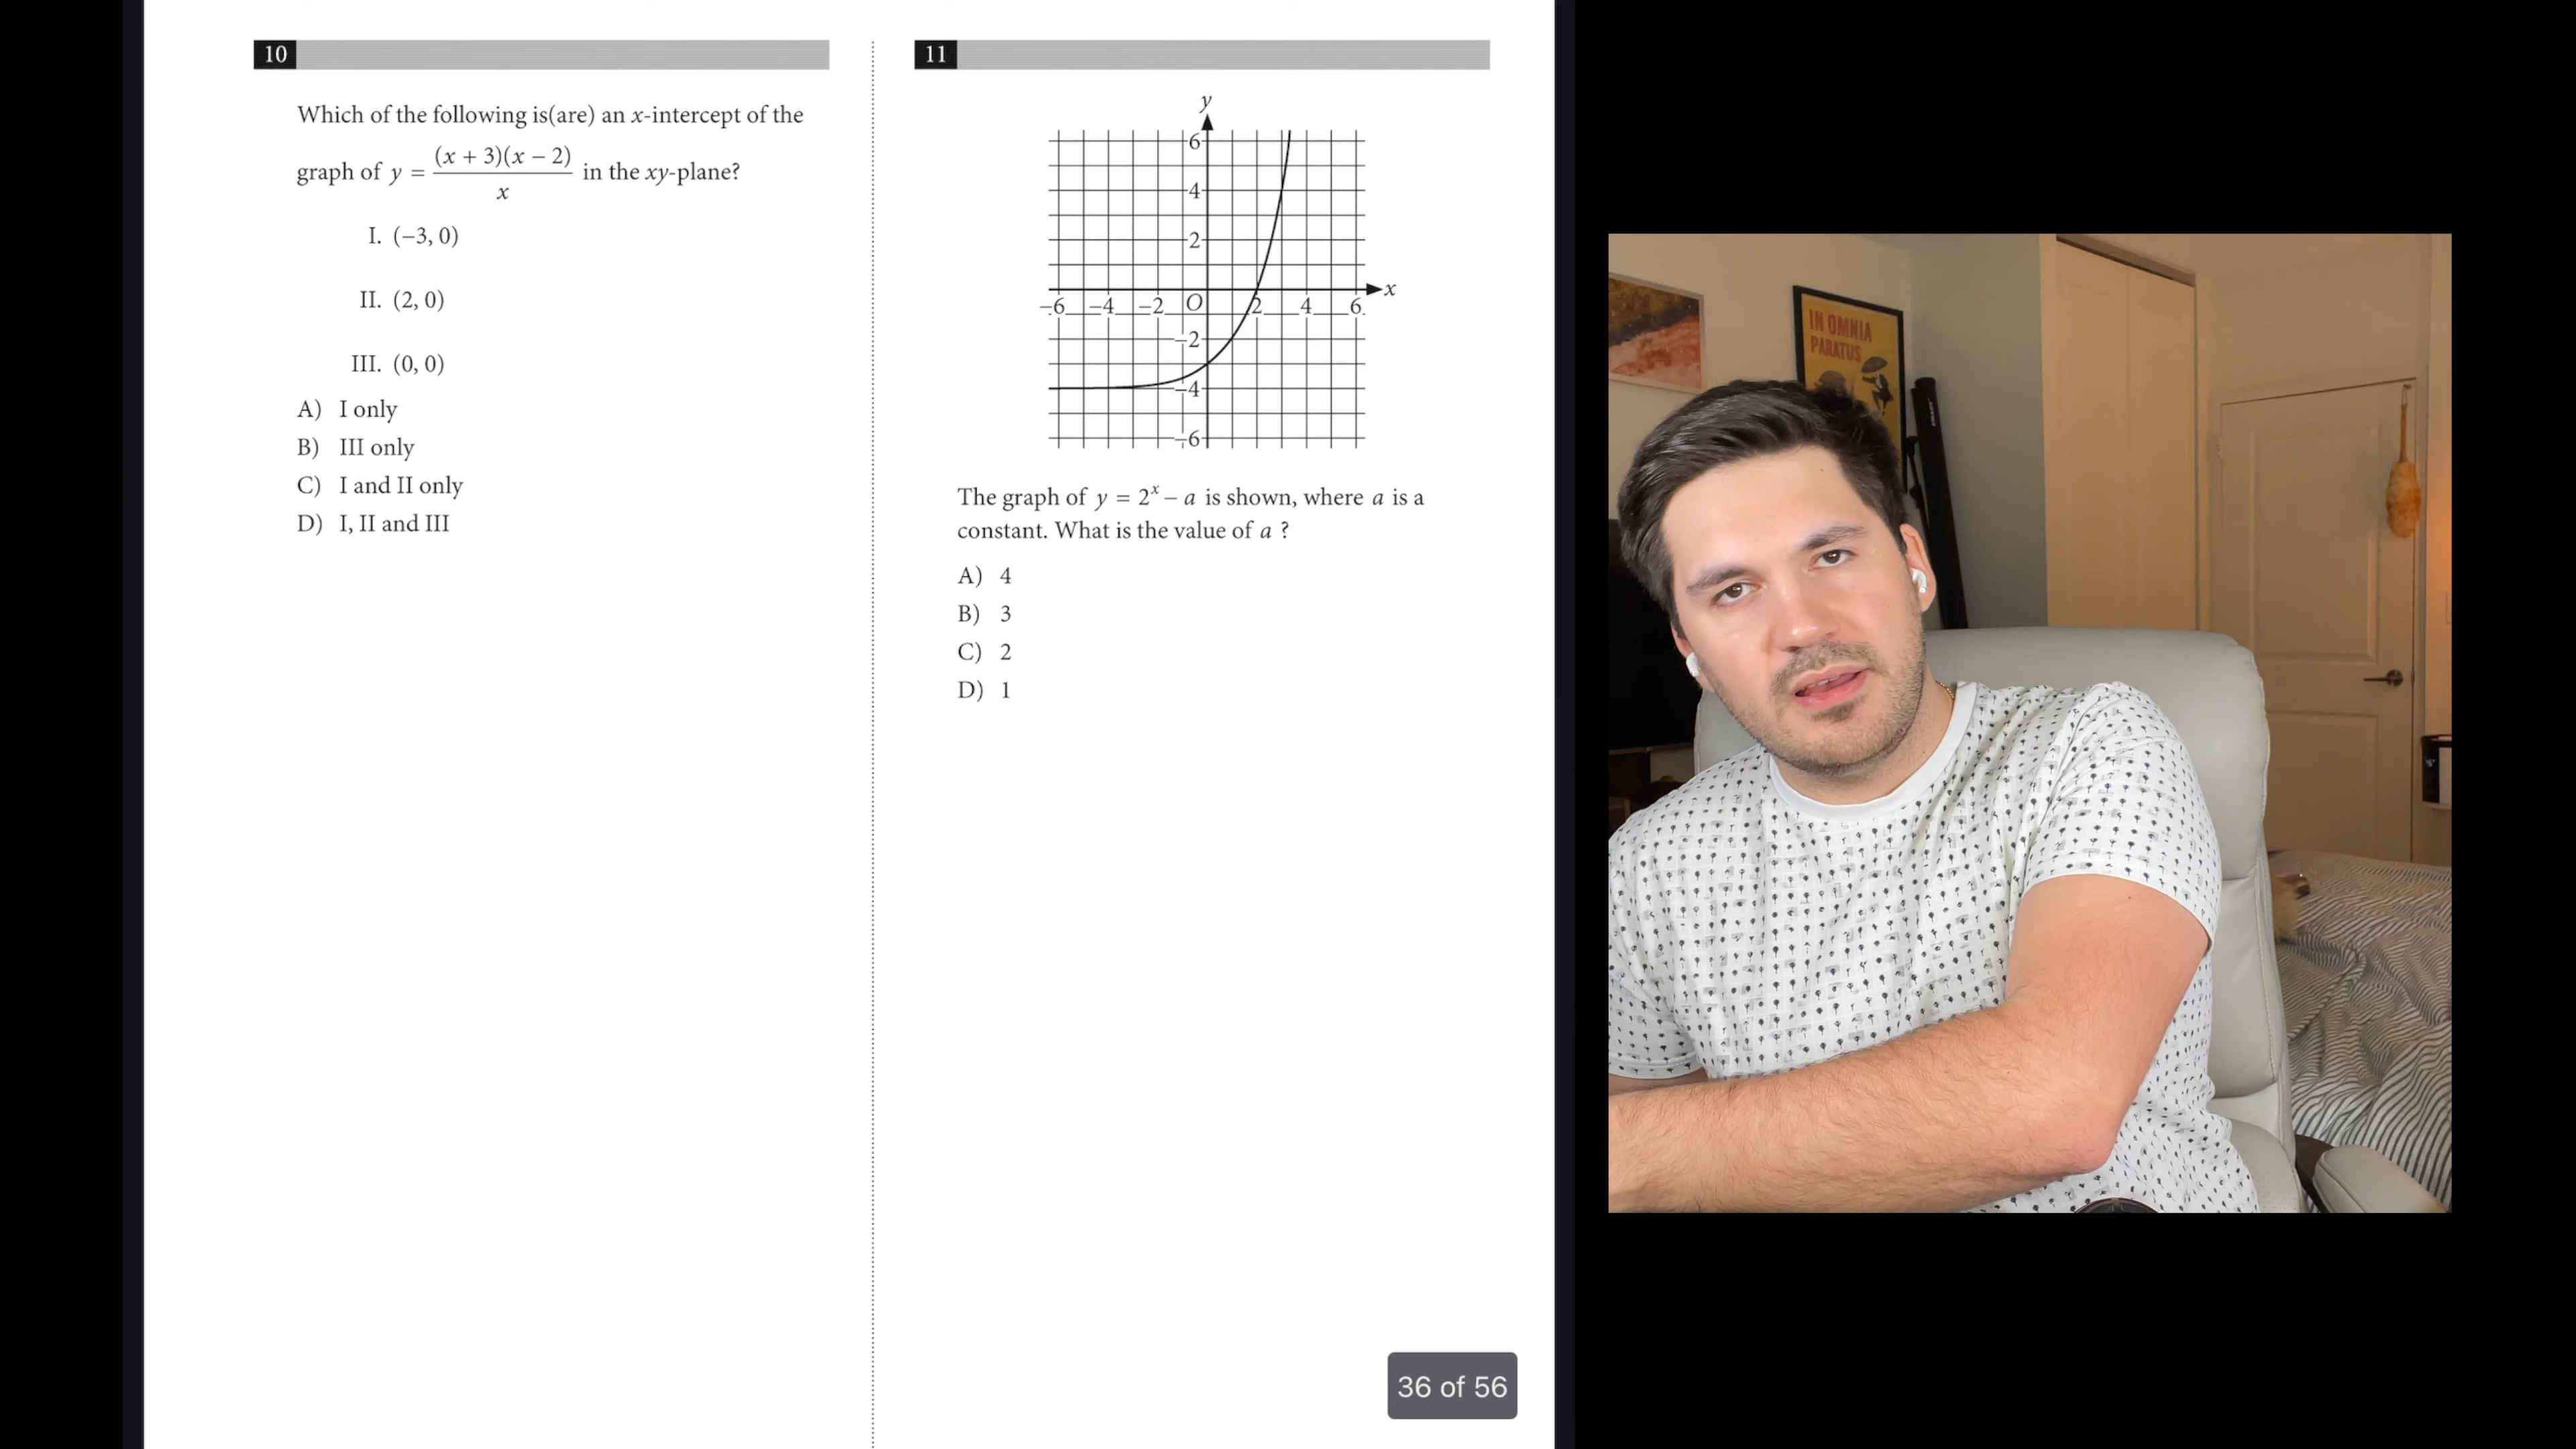 10
Which of the following is(are) an x-intercept of the
graph of y = (x + 3)(x − 2)
x
in the xy-plane?
I. (−3, 0)
II. (2, 0)
III. (0, 0)
A) I only
B) III only
C) I and II only
D) I, II and III
11
y
6
4
2
−6 −4 −2 O 2 4 6 x
−2
−4
−6
The graph of y = 2ˣ − a is shown, where a is a
constant. What is the value of a ?
A) 4
B) 3
C) 2
D) 1
36 of 56
IN OMNIA
PARATUS